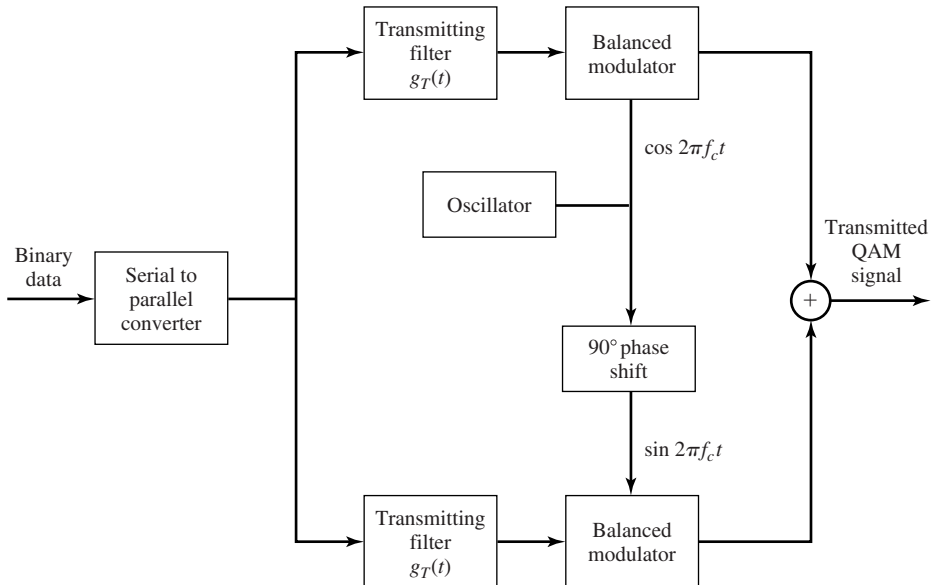 Transmitting
filter
g_T(t)
Balanced
modulator
cos 2πf_ct
Oscillator
Binary
data
Serial to
parallel
converter
Transmitted
QAM
signal
+
90° phase
shift
sin 2πf_ct
Transmitting
filter
g_T(t)
Balanced
modulator